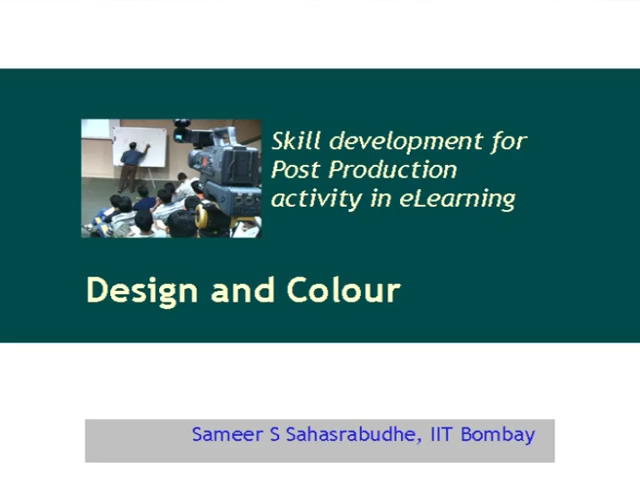 Skill development for
Post Production
activity in eLearning
Design and Colour
Sameer S Sahasrabudhe, IIT Bombay